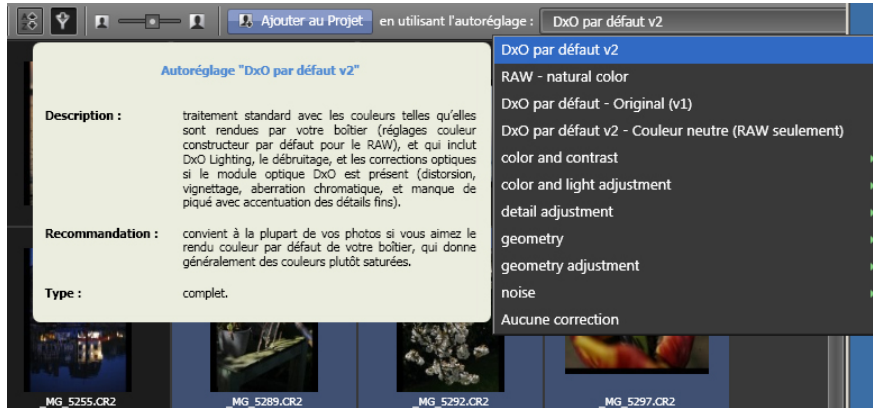 Ajouter au Projet en utilisant l'autoréglage : DxO par défaut v2
Autoréglage "DxO par défaut v2"
Description :
traitement standard avec les couleurs telles qu'elles
sont rendues par votre boîtier (réglages couleur
constructeur par défaut pour le RAW), et qui inclut
DxO Lighting, le débruitage, et les corrections optiques
si le module optique DxO est présent (distorsion,
vignettage, aberration chromatique, et manque de
piqué avec accentuation des détails fins).
Recommandation :
convient à la plupart de vos photos si vous aimez le
rendu couleur par défaut de votre boîtier, qui donne
généralement des couleurs plutôt saturées.
Type :
complet.
DxO par défaut v2
RAW - natural color
DxO par défaut - Original (v1)
DxO par défaut v2 - Couleur neutre (RAW seulement)
color and contrast
color and light adjustment
detail adjustment
geometry
geometry adjustment
noise
Aucune correction
_MG_5255.CR2
_MG_5289.CR2
_MG_5292.CR2
_MG_5297.CR2